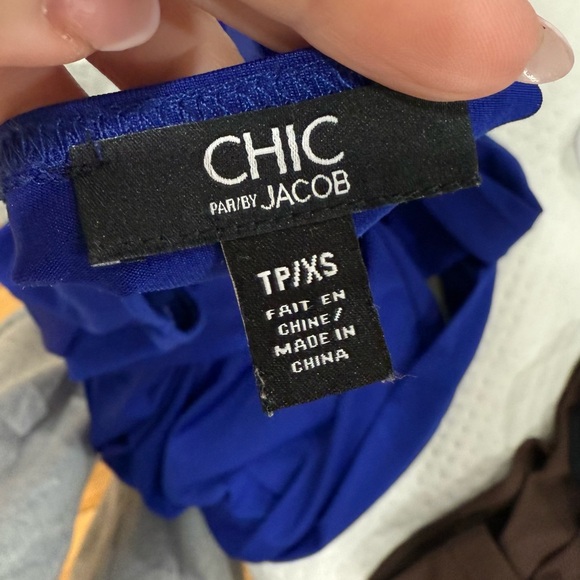 CHIC
PAR/BY JACOB
TP/XS
FAIT EN
CHINE/
MADE IN
CHINA